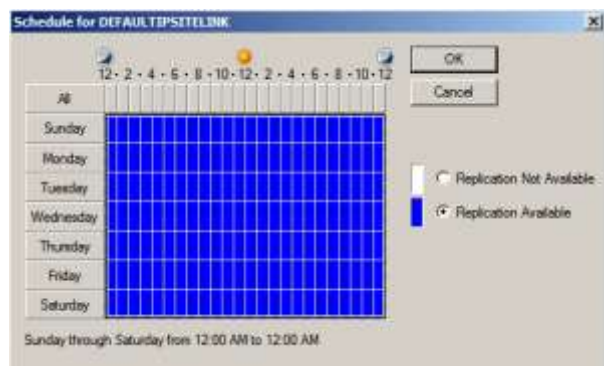 Schedule for DEFAULTIPSITELINK
12 · 2 · 4 · 6 · 8 · 10 · 12 · 2 · 4 · 6 · 8 · 10 · 12
All
Sunday
Monday
Tuesday
Wednesday
Thursday
Friday
Saturday
OK
Cancel
Replication Not Available
Replication Available
Sunday through Saturday from 12:00 AM to 12:00 AM